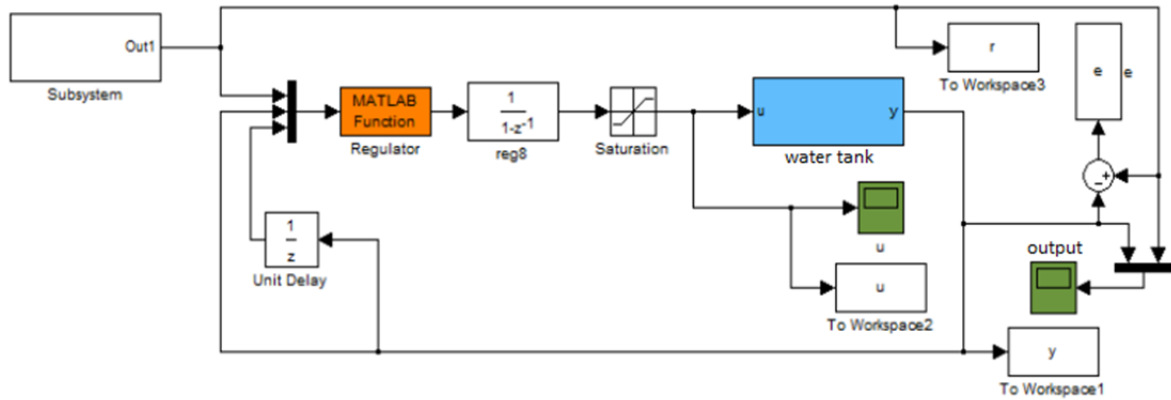 Out1
Subsystem
r
To Workspace3
e
e
MATLAB
Function
Regulator
1
1-z-1
reg8
Saturation
u
y
water tank
+
-
1
z
Unit Delay
u
u
To Workspace2
output
y
To Workspace1